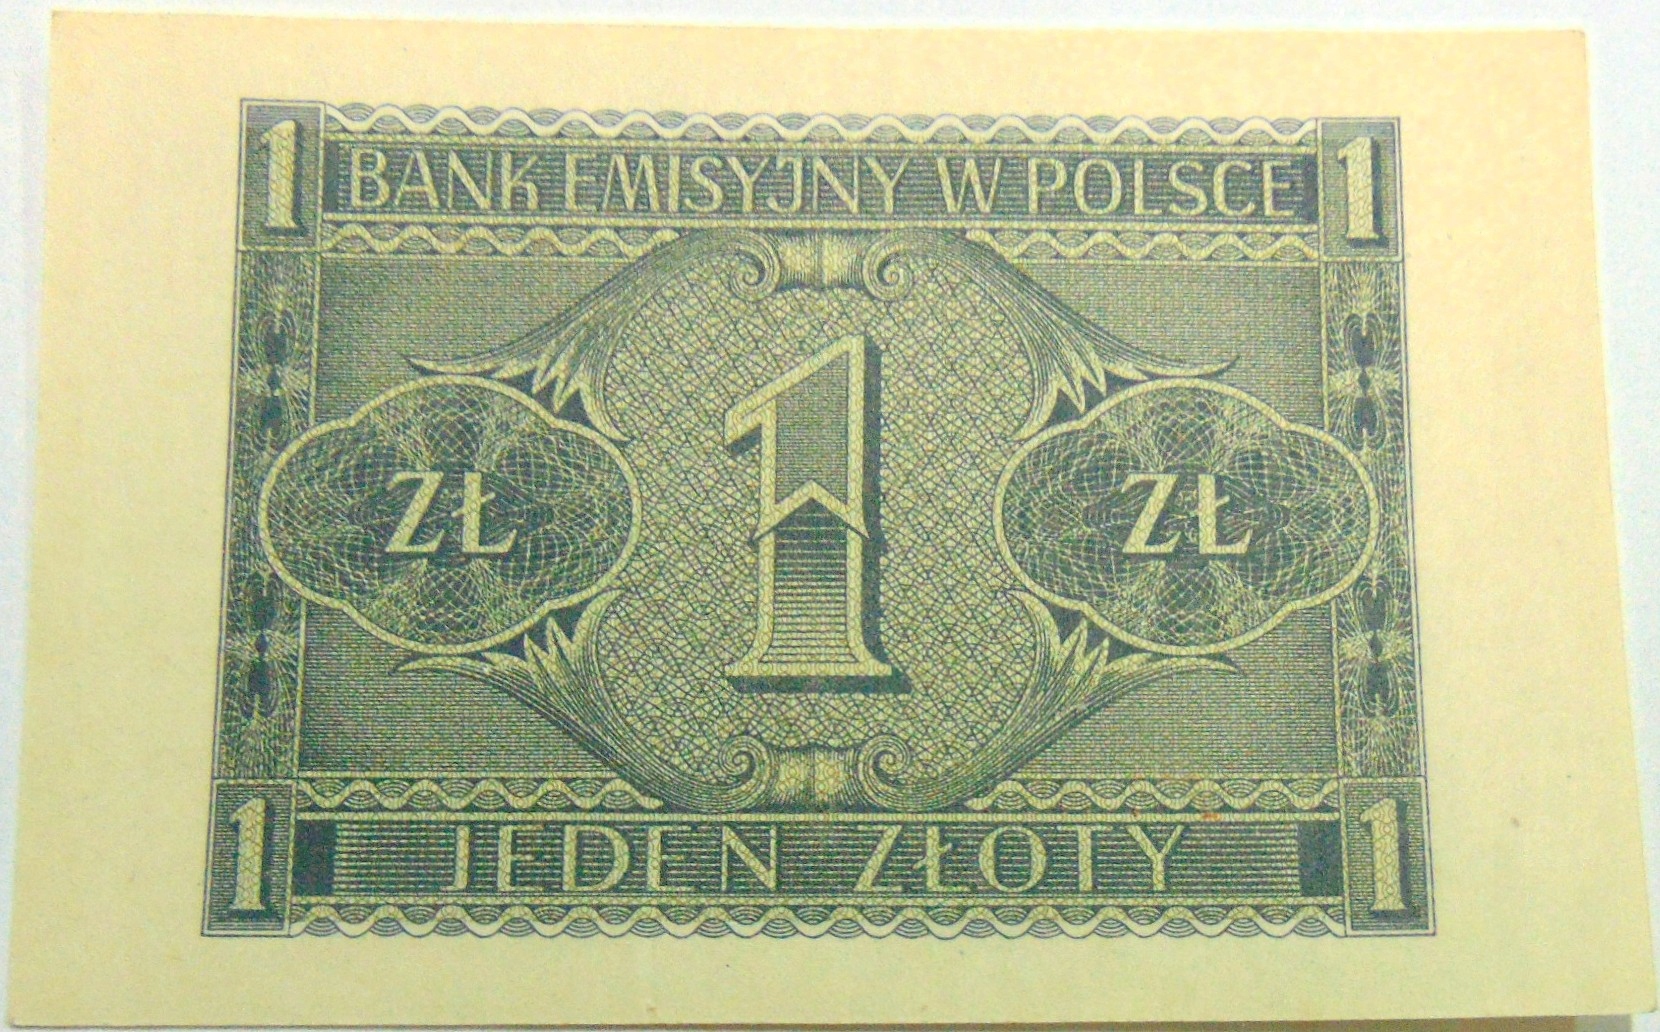 1 BANK EMISYJNY W POLSCE 1
ZŁ 1 ZŁ
1 JEDEN ZŁOTY 1